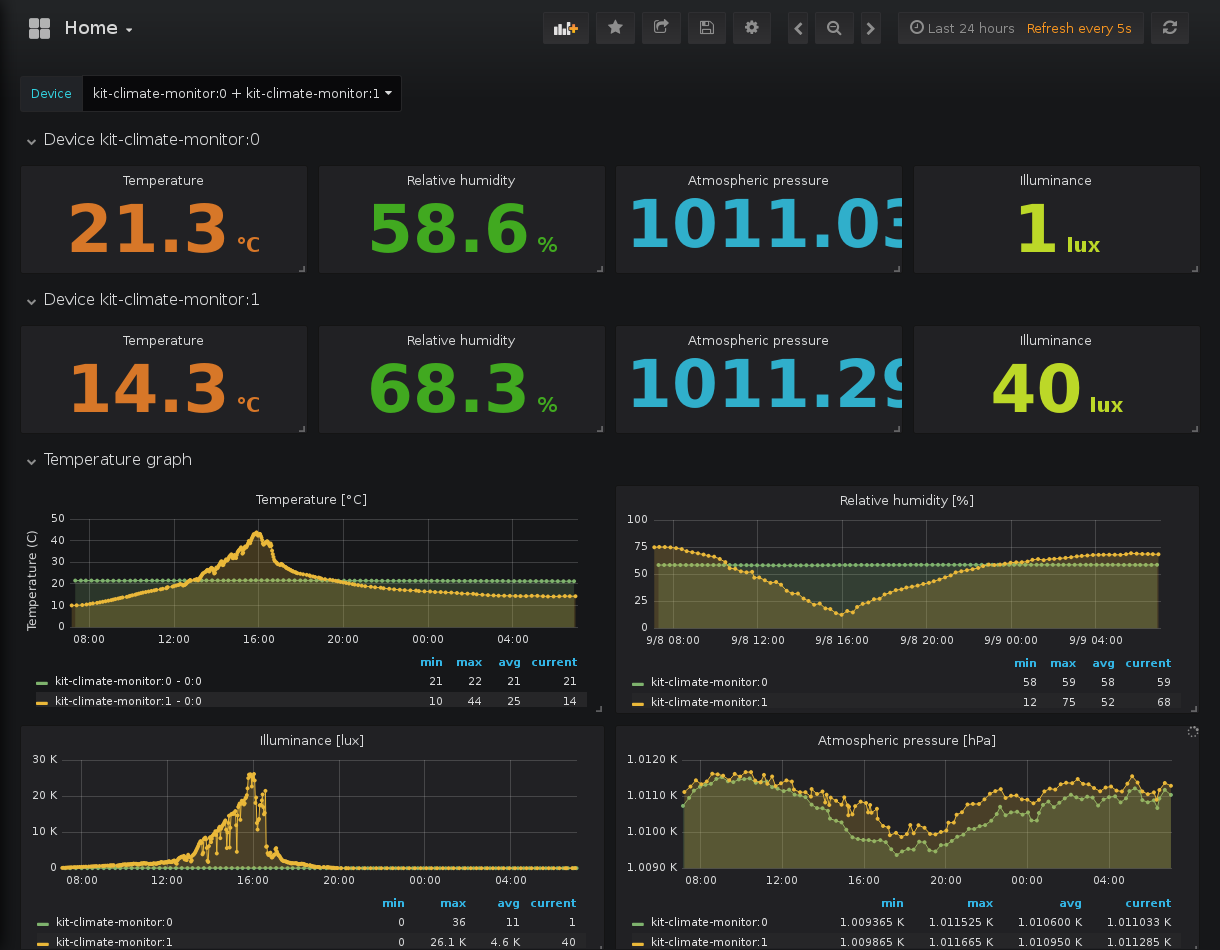 Home
Last 24 hours Refresh every 5s
Device kit-climate-monitor:0 + kit-climate-monitor:1
Device kit-climate-monitor:0
Temperature Relative humidity Atmospheric pressure Illuminance
21.3 °C 58.6 % 1011.03 1 lux
Device kit-climate-monitor:1
Temperature Relative humidity Atmospheric pressure Illuminance
14.3 °C 68.3 % 1011.29 40 lux
Temperature graph
Temperature [°C]
Temperature (C)
50
40
30
20
10
0
08:00 12:00 16:00 20:00 00:00 04:00
min max avg current
kit-climate-monitor:0 - 0:0 21 22 21 21
kit-climate-monitor:1 - 0:0 10 44 25 14
Relative humidity [%]
100
75
50
25
0
9/8 08:00 9/8 12:00 9/8 16:00 9/8 20:00 9/9 00:00 9/9 04:00
min max avg current
kit-climate-monitor:0 58 59 58 59
kit-climate-monitor:1 12 75 52 68
Illuminance [lux]
30 K
20 K
10 K
0
08:00 12:00 16:00 20:00 00:00 04:00
min max avg current
kit-climate-monitor:0 0 36 11 1
kit-climate-monitor:1 0 26.1 K 4.6 K 40
Atmospheric pressure [hPa]
1.0120 K
1.0110 K
1.0100 K
1.0090 K
08:00 12:00 16:00 20:00 00:00 04:00
min max avg current
kit-climate-monitor:0 1.009365 K 1.011525 K 1.010600 K 1.011033 K
kit-climate-monitor:1 1.009865 K 1.011665 K 1.010950 K 1.011285 K